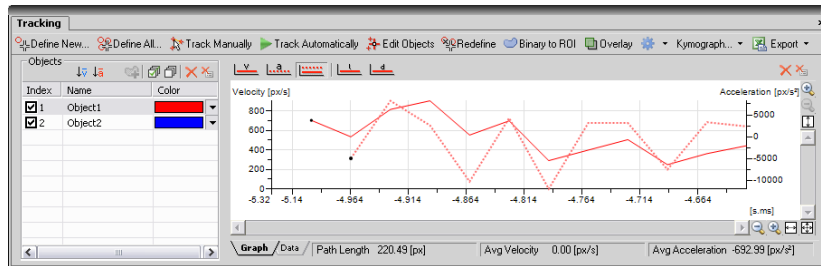 Tracking
Define New... Define All... Track Manually Track Automatically Edit Objects Redefine Binary to ROI Overlay Kymograph... Export
Objects
Index Name Color
1 Object1
2 Object2
v a l d
Velocity [px/s] Acceleration [px/s²]
800
600
400
200
0
5000
0
-5000
-10000
-5.32 -5.14 -4.964 -4.914 -4.864 -4.814 -4.764 -4.714 -4.664
[s.ms]
Graph Data Path Length 220.49 [px] Avg Velocity 0.00 [px/s] Avg Acceleration -692.99 [px/s²]